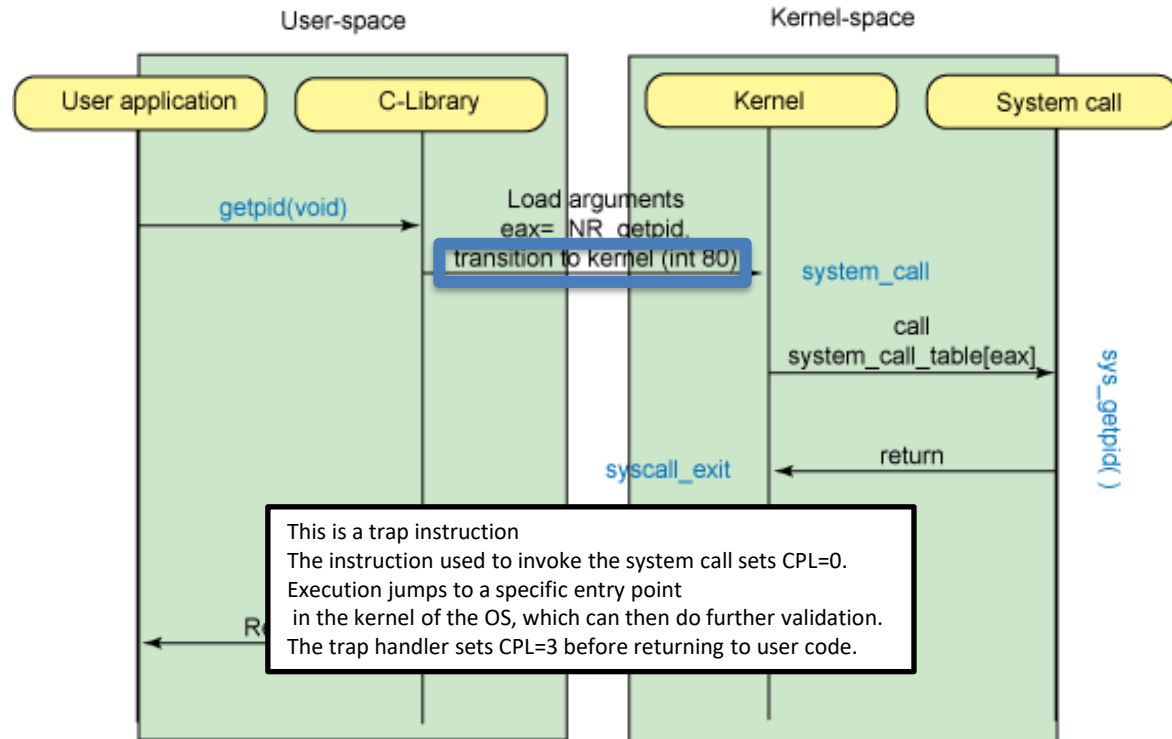 User-space
Kernel-space
User application
C-Library
Kernel
System call
getpid(void)
Load arguments
eax=_NR_getpid,
transition to kernel (int 80)
system_call
call
system_call_table[eax]
sys_getpid( )
return
syscall_exit
This is a trap instruction
The instruction used to invoke the system call sets CPL=0.
Execution jumps to a specific entry point
in the kernel of the OS, which can then do further validation.
The trap handler sets CPL=3 before returning to user code.